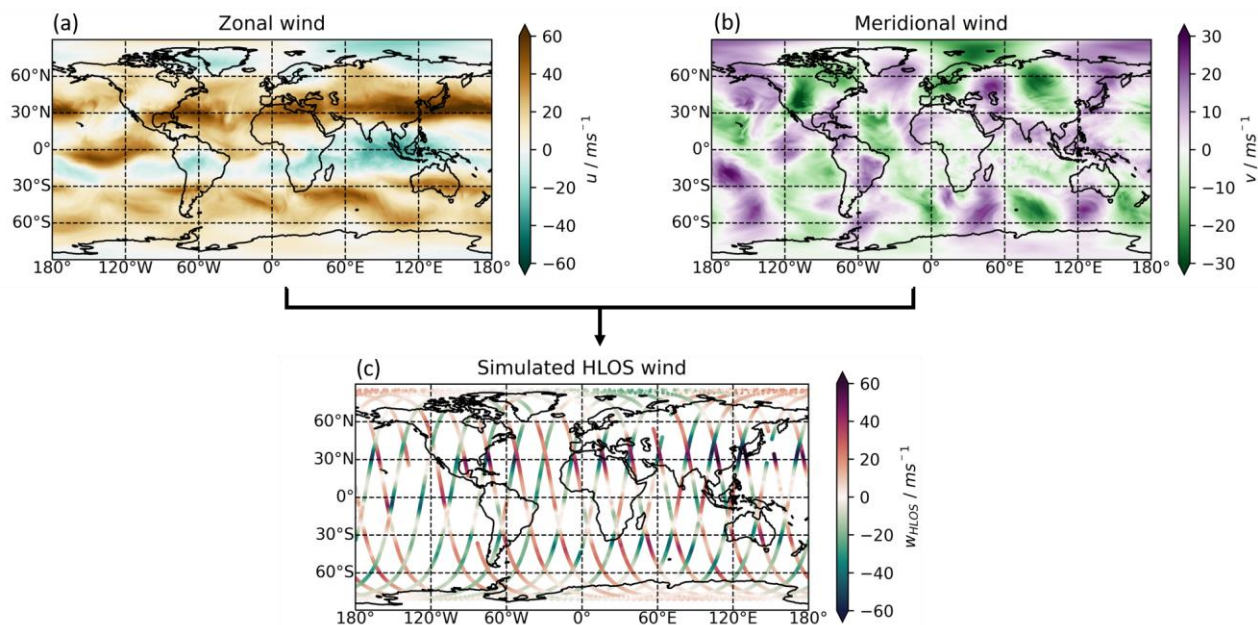 (a)
Zonal wind
60°N
30°N
0°
30°S
60°S
180°
120°W
60°W
0°
60°E
120°E
180°
60
40
20
0
−20
−40
−60
u / ms⁻¹
(b)
Meridional wind
60°N
30°N
0°
30°S
60°S
180°
120°W
60°W
0°
60°E
120°E
180°
30
20
10
0
−10
−20
−30
v / ms⁻¹
(c)
Simulated HLOS wind
60°N
30°N
0°
30°S
60°S
180°
120°W
60°W
0°
60°E
120°E
180°
60
40
20
0
−20
−40
−60
w_HLOS / ms⁻¹